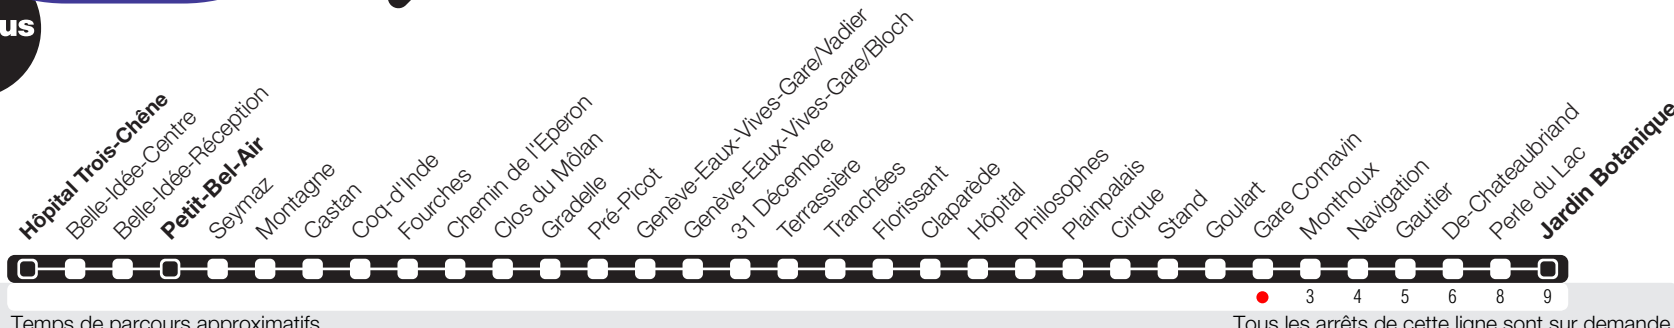 us
Hôpital Trois-Chêne
Belle-Idée-Centre
Belle-Idée-Réception
Petit-Bel-Air
Seymaz
Montagne
Castan
Coq-d'Inde
Fourches
Chemin de l'Eperon
Clos du Môlan
Gradelle
Pré-Picot
Genève-Eaux-Vives-Gare/Vadier
Genève-Eaux-Vives-Gare/Bloch
31 Décembre
Terrassière
Tranchées
Florissant
Claparède
Hôpital
Philosophes
Plainpalais
Cirque
Stand
Goulart
Gare Cornavin
Monthoux
Navigation
Gautier
De-Chateaubriand
Perle du Lac
Jardin Botanique
3 4 5 6 8 9
Temps de parcours approximatifs
Tous les arrêts de cette ligne sont sur demande